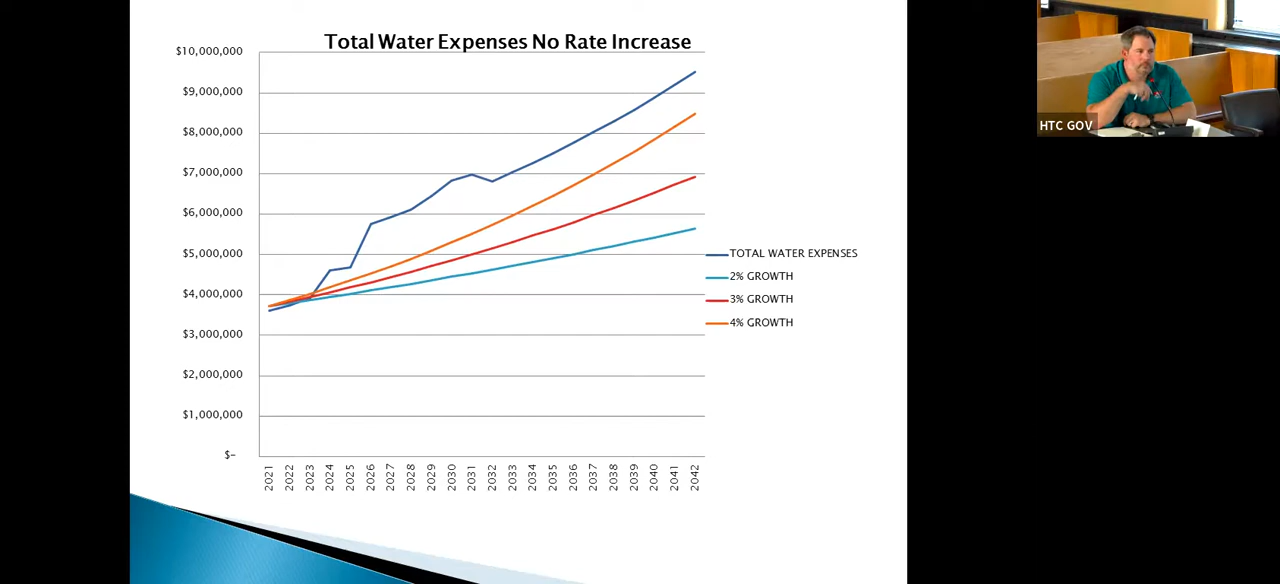 Total Water Expenses No Rate Increase
$10,000,000
$9,000,000
$8,000,000
$7,000,000
$6,000,000
$5,000,000
$4,000,000
$3,000,000
$2,000,000
$1,000,000
$-
2021 2022 2023 2024 2025 2026 2027 2028 2029 2030 2031 2032 2033 2034 2035 2036 2037 2038 2039 2040 2041 2042
TOTAL WATER EXPENSES
2% GROWTH
3% GROWTH
4% GROWTH
HTC GOV